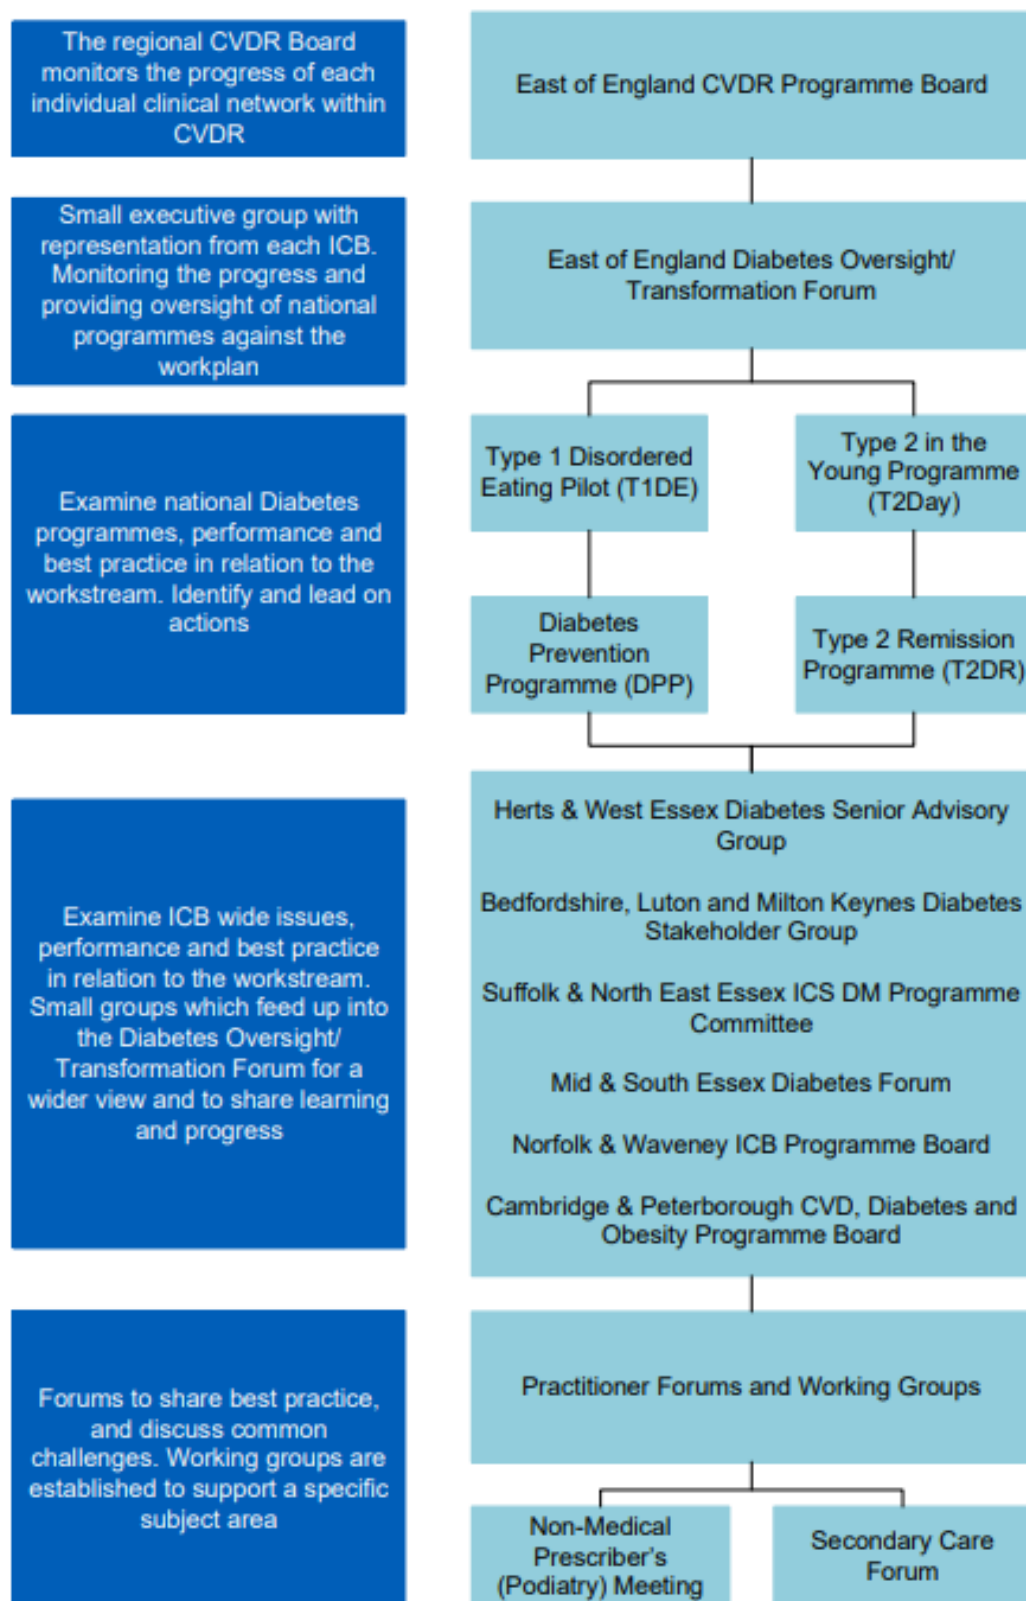 The regional CVDR Board
monitors the progress of each
individual clinical network within
CVDR
East of England CVDR Programme Board
Small executive group with
representation from each ICB.
Monitoring the progress and
providing oversight of national
programmes against the
workplan
East of England Diabetes Oversight/
Transformation Forum
Examine national Diabetes
programmes, performance and
best practice in relation to the
workstream. Identify and lead on
actions
Type 1 Disordered
Eating Pilot (T1DE)
Type 2 in the
Young Programme
(T2Day)
Diabetes
Prevention
Programme (DPP)
Type 2 Remission
Programme (T2DR)
Examine ICB wide issues,
performance and best practice
in relation to the workstream.
Small groups which feed up into
the Diabetes Oversight/
Transformation Forum for a
wider view and to share learning
and progress
Herts & West Essex Diabetes Senior Advisory
Group
Bedfordshire, Luton and Milton Keynes Diabetes
Stakeholder Group
Suffolk & North East Essex ICS DM Programme
Committee
Mid & South Essex Diabetes Forum
Norfolk & Waveney ICB Programme Board
Cambridge & Peterborough CVD, Diabetes and
Obesity Programme Board
Forums to share best practice,
and discuss common
challenges. Working groups are
established to support a specific
subject area
Practitioner Forums and Working Groups
Non-Medical
Prescriber's
(Podiatry) Meeting
Secondary Care
Forum